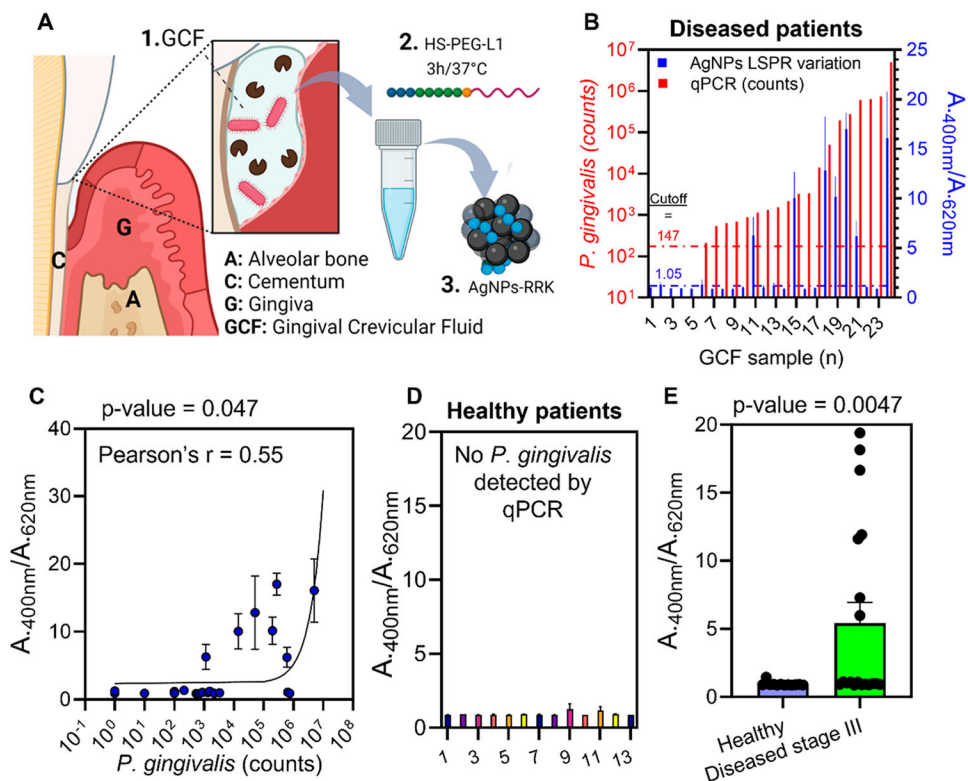 A
1.GCF
2. HS-PEG-L1
3h/37°C
G
C
A
A: Alveolar bone
C: Cementum
G: Gingiva
GCF: Gingival Crevicular Fluid
3. AgNPs-RRK
B
Diseased patients
AgNPs LSPR variation
qPCR (counts)
P. gingivalis (counts)
10⁷
10⁶
10⁵
10⁴
10³
10²
10¹
Cutoff
=
147
1.05
25
20
15
10
5
0
A.400nm/A.620nm
1 3 5 7 9 11 13 15 17 19 21 23
GCF sample (n)
C
p-value = 0.047
Pearson's r = 0.55
A.400nm/A.620nm
40
30
20
10
0
10⁻¹ 10⁰ 10¹ 10² 10³ 10⁴ 10⁵ 10⁶ 10⁷ 10⁸
P. gingivalis (counts)
D
Healthy patients
No P. gingivalis
detected by
qPCR
A.400nm/A.620nm
20
15
10
5
0
1 3 5 7 9 11 13
E
p-value = 0.0047
A.400nm/A.620nm
20
15
10
5
0
Healthy
Diseased stage III